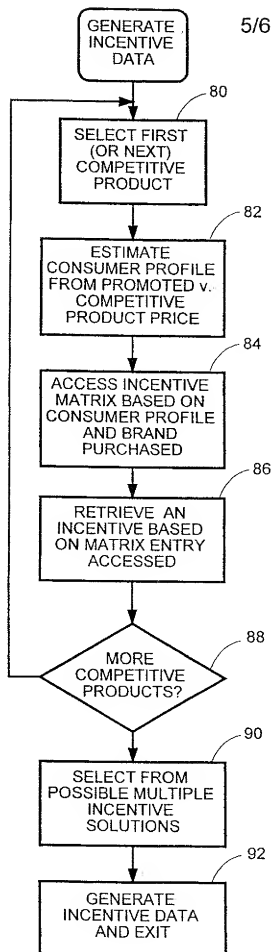 GENERATE
INCENTIVE
DATA
5/6
80
SELECT FIRST
(OR NEXT)
COMPETITIVE
PRODUCT
82
ESTIMATE
CONSUMER PROFILE
FROM PROMOTED v.
COMPETITIVE
PRODUCT PRICE
84
ACCESS INCENTIVE
MATRIX BASED ON
CONSUMER PROFILE
AND BRAND
PURCHASED
86
RETRIEVE AN
INCENTIVE BASED
ON MATRIX ENTRY
ACCESSED
88
MORE
COMPETITIVE
PRODUCTS?
90
SELECT FROM
POSSIBLE MULTIPLE
INCENTIVE
SOLUTIONS
92
GENERATE
INCENTIVE DATA
AND EXIT